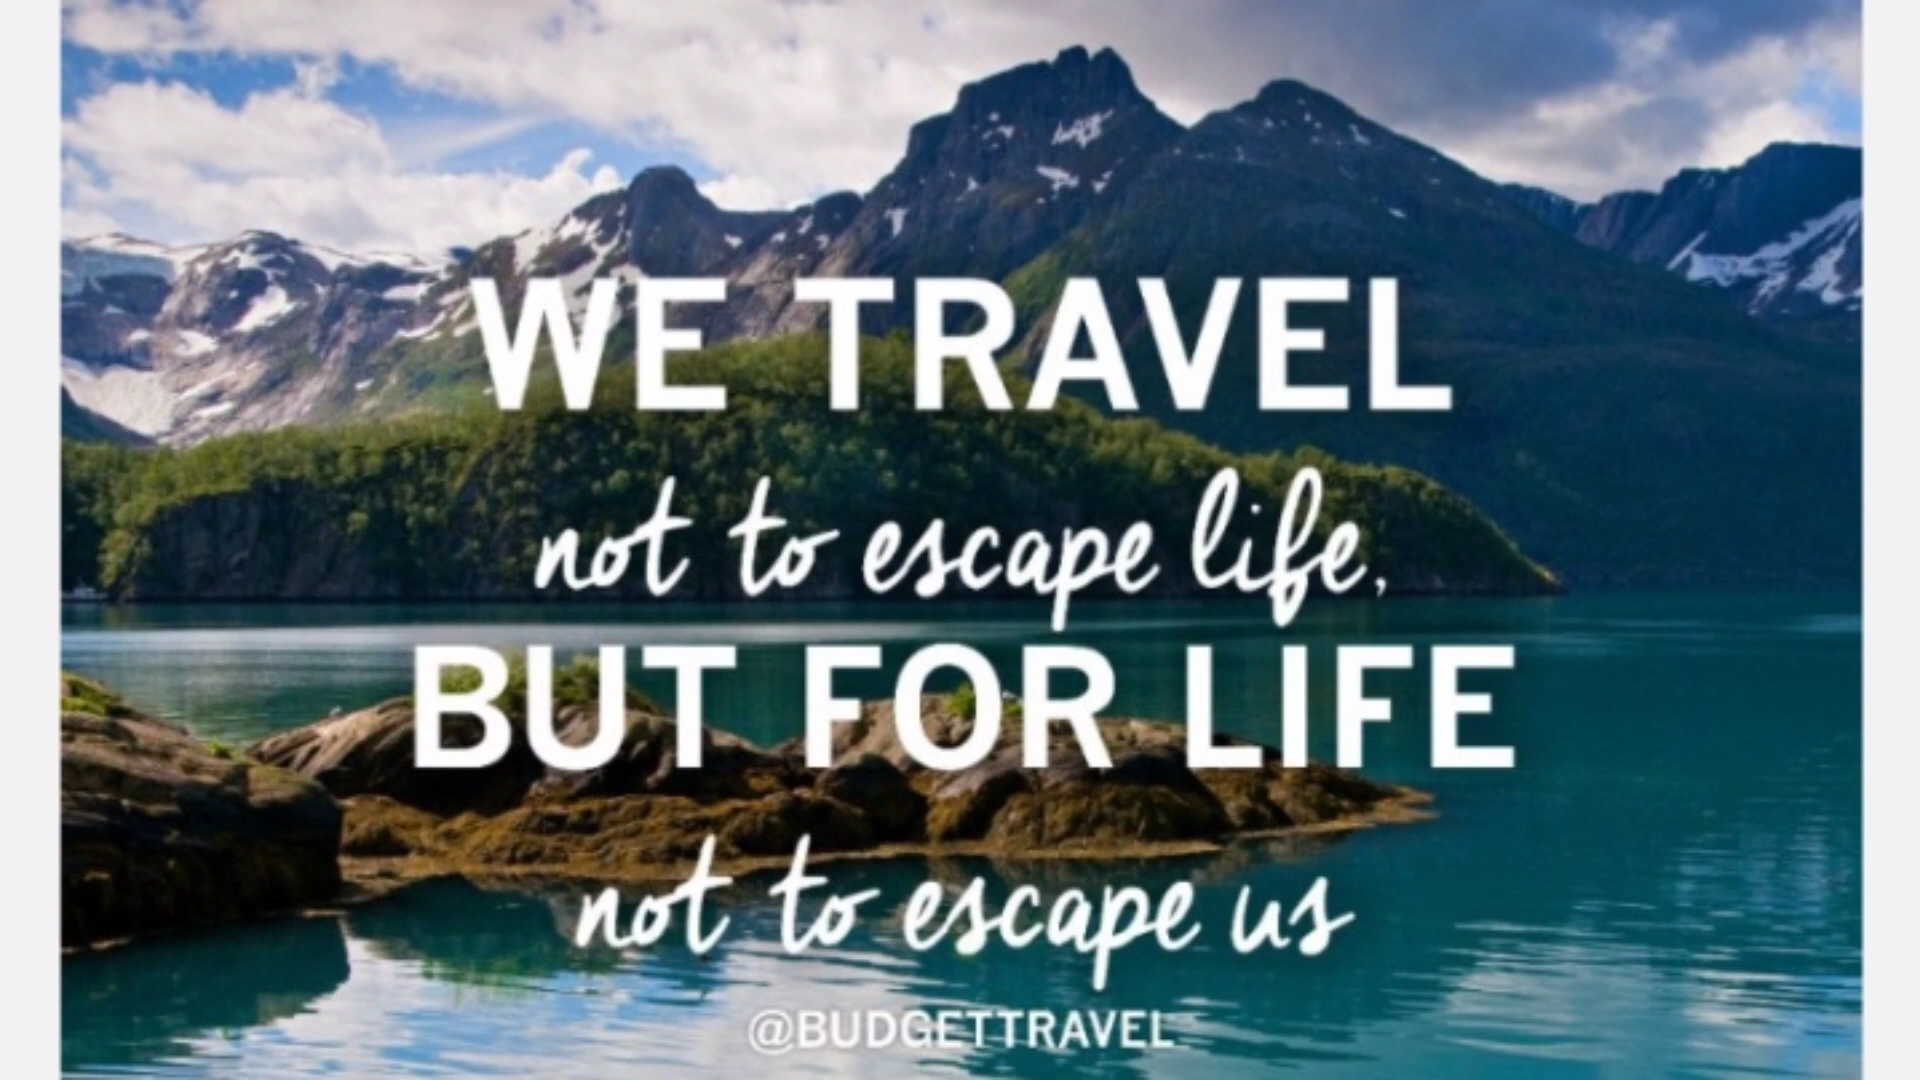 WE TRAVEL
not to escape life,
BUT FOR LIFE
not to escape us
@BUDGETTRAVEL